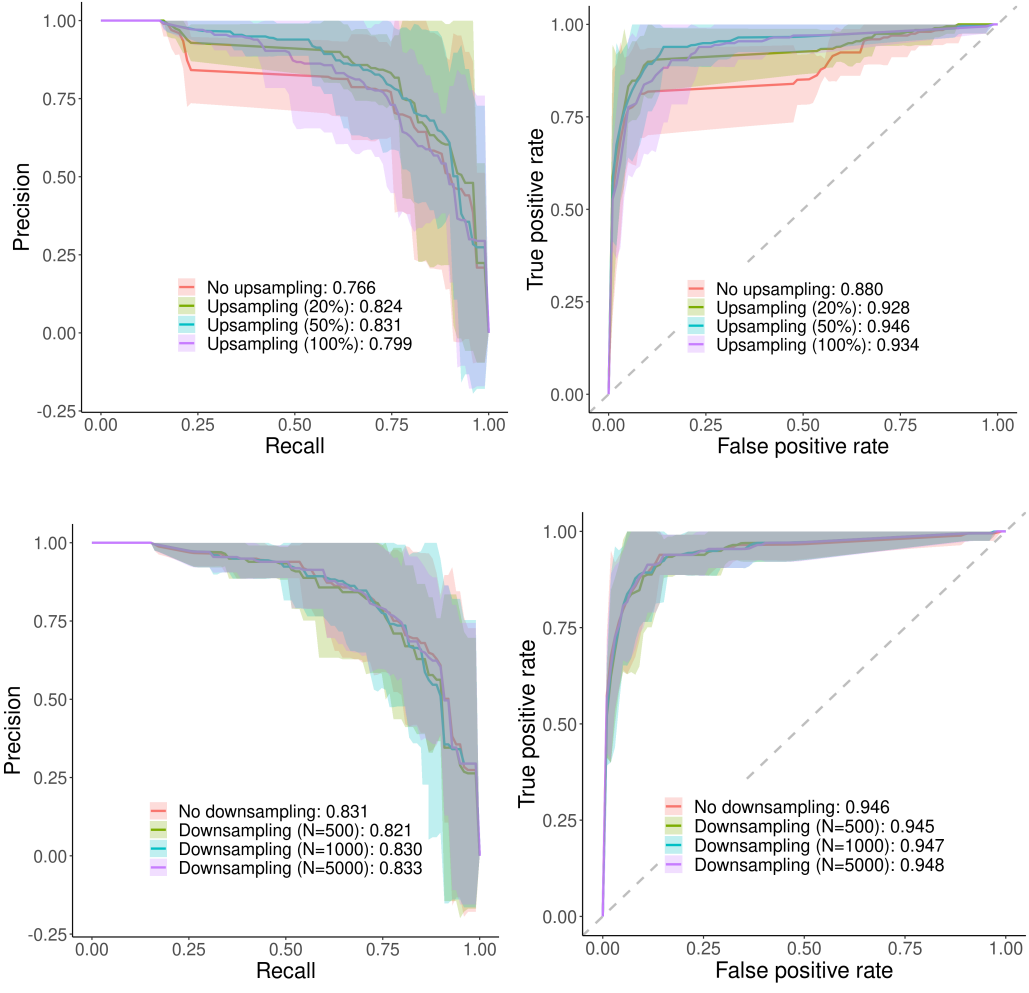 1.00
0.75
0.50
0.25
0.00
-0.25
Precision
0.00 0.25 0.50 0.75 1.00
Recall
No upsampling: 0.766
Upsampling (20%): 0.824
Upsampling (50%): 0.831
Upsampling (100%): 0.799
1.00
0.75
0.50
0.25
0.00
True positive rate
0.00 0.25 0.50 0.75 1.00
False positive rate
No upsampling: 0.880
Upsampling (20%): 0.928
Upsampling (50%): 0.946
Upsampling (100%): 0.934
1.00
0.75
0.50
0.25
0.00
-0.25
Precision
0.00 0.25 0.50 0.75 1.00
Recall
No downsampling: 0.831
Downsampling (N=500): 0.821
Downsampling (N=1000): 0.830
Downsampling (N=5000): 0.833
1.00
0.75
0.50
0.25
0.00
True positive rate
0.00 0.25 0.50 0.75 1.00
False positive rate
No downsampling: 0.946
Downsampling (N=500): 0.945
Downsampling (N=1000): 0.947
Downsampling (N=5000): 0.948